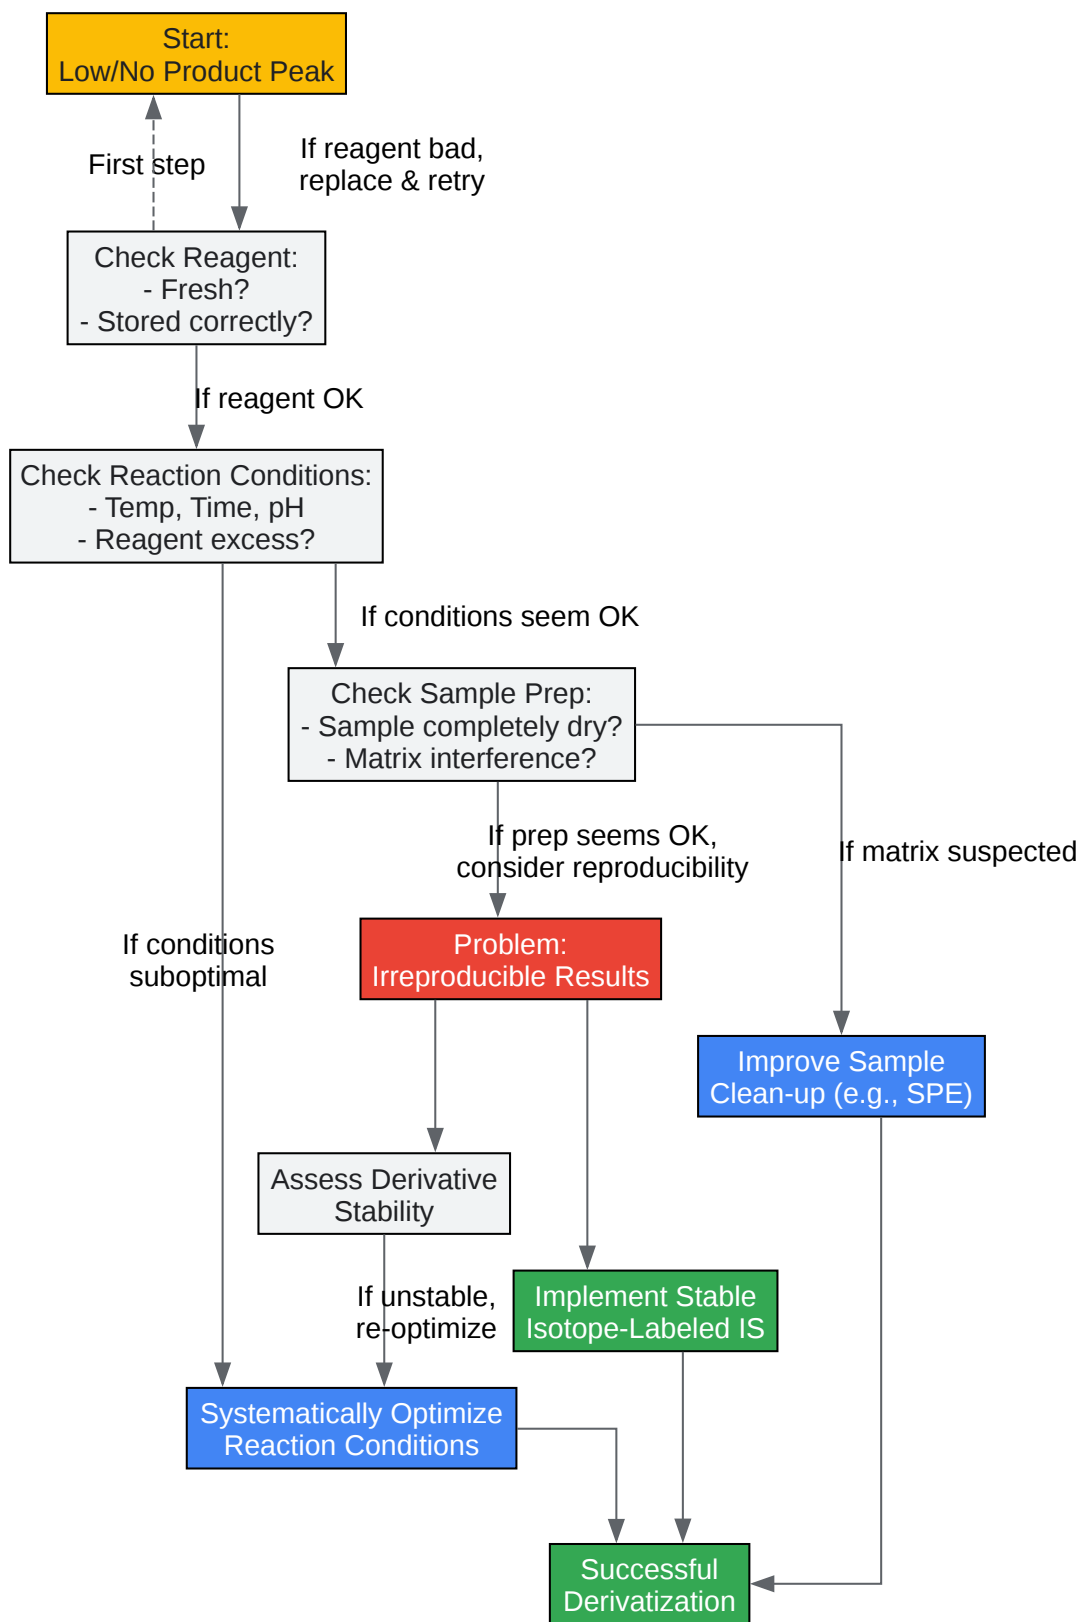 Start:
Low/No Product Peak
First step
If reagent bad,
replace & retry
Check Reagent:
- Fresh?
- Stored correctly?
If reagent OK
Check Reaction Conditions:
- Temp, Time, pH
- Reagent excess?
If conditions seem OK
Check Sample Prep:
- Sample completely dry?
- Matrix interference?
If prep seems OK,
consider reproducibility
If matrix suspected
If conditions
suboptimal
Problem:
Irreproducible Results
Improve Sample
Clean-up (e.g., SPE)
Assess Derivative
Stability
If unstable,
re-optimize
Implement Stable
Isotope-Labeled IS
Systematically Optimize
Reaction Conditions
Successful
Derivatization